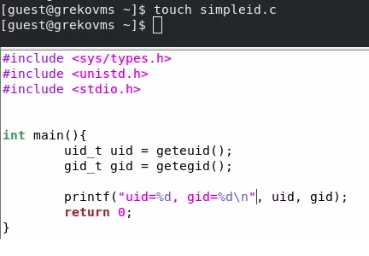 [guest@grekovms ~]$ touch simpleid.c
[guest@grekovms ~]$
#include <sys/types.h>
#include <unistd.h>
#include <stdio.h>
int main(){
        uid_t uid = geteuid();
        gid_t gid = getegid();
        printf("uid=%d, gid=%d\n", uid, gid);
        return 0;
}